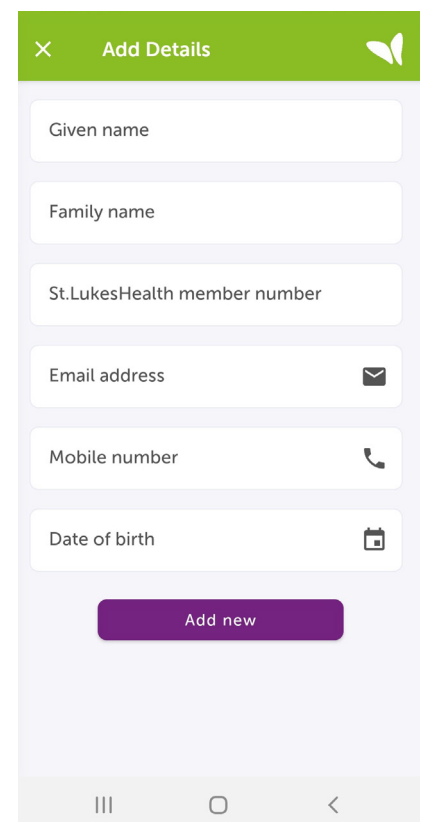 Add Details
Given name
Family name
St.LukesHealth member number
Email address
Mobile number
Date of birth
Add new